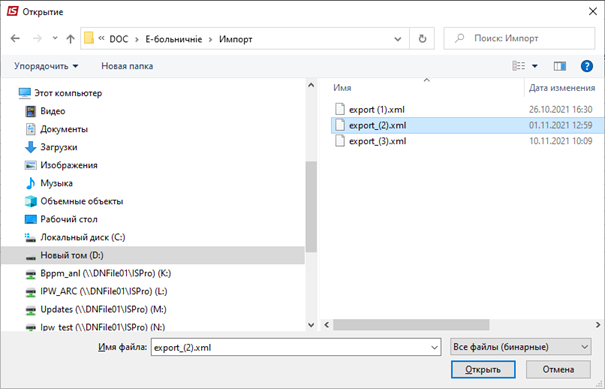 Открытие
« DOC > Е-больничніе > Импорт
Поиск: Импорт
Упорядочить
Новая папка
Этот компьютер
Видео
Документы
Загрузки
Изображения
Музыка
Объемные объекты
Рабочий стол
Локальный диск (C:)
Новый том (D:)
Bppm_anl (\\DNFile01\ISPro) (K:)
IPW_ARC (\\DNFile01\ISPro) (L:)
Updates (\\DNFile01\ISPro) (M:)
Ipw_test (\\DNFile01\ISPro) (N:)
Имя Дата изменения
export (1).xml 26.10.2021 16:30
export_(2).xml 01.11.2021 12:59
export_(3).xml 10.11.2021 10:09
Имя файла: export_(2).xml Все файлы (бинарные)
Открыть Отмена